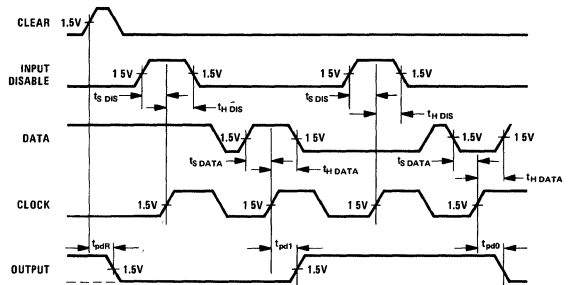 CLEAR 1.5V
INPUT DISABLE 1 5V 1.5V 1 5V 1.5V
tS DIS tH DIS tS DIS tH DIS
DATA 1.5V 1 5V 1.5V 1 5V
tS DATA tH DATA tS DATA tH DATA
CLOCK 1.5V 1 5V 1.5V 1.5V
tpdR tpd1 tpd0
OUTPUT 1.5V 1 5V 1.5V